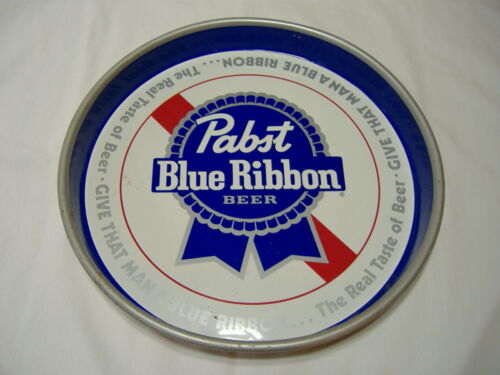 Pabst
Blue Ribbon®
BEER
GIVE THAT MAN A BLUE RIBBON.... The Real Taste of Beer · GIVE THAT MAN A BLUE RIBBON.... The Real Taste of Beer ·